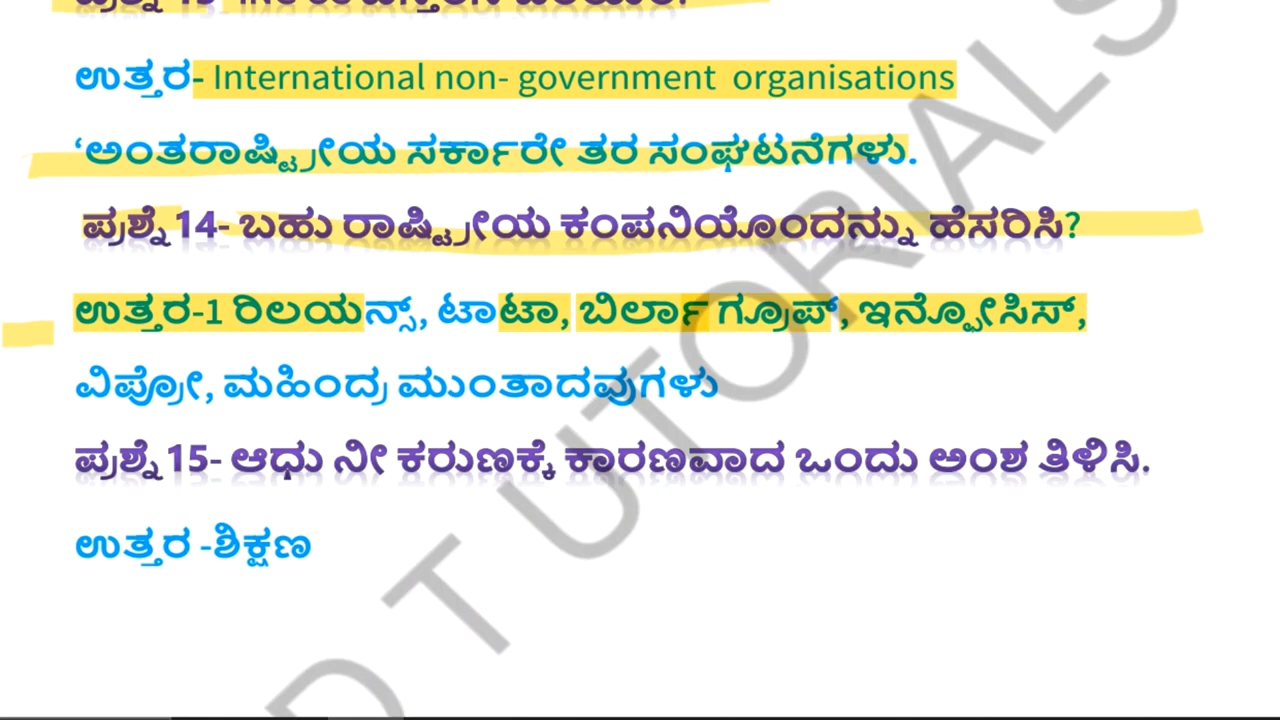 ಉತ್ತರ- International non- government organisations
‘ಅಂತರಾಷ್ಟ್ರೀಯ ಸರ್ಕಾರೇ ತರ ಸಂಘಟನೆಗಳು.
ಪ್ರಶ್ನೆ 14- ಬಹು ರಾಷ್ಟ್ರೀಯ ಕಂಪನಿಯೊಂದನ್ನು ಹೆಸರಿಸಿ?
ಉತ್ತರ-1 ರಿಲಯನ್ಸ್, ಟಾಟಾ, ಬಿರ್ಲಾ ಗ್ರೂಪ್, ಇನ್ಫೋಸಿಸ್,
ವಿಪ್ರೋ, ಮಹಿಂದ್ರ ಮುಂತಾದವುಗಳು
ಪ್ರಶ್ನೆ 15- ಆಧು ನೀ ಕರುಣಕ್ಕೆ ಕಾರಣವಾದ ಒಂದು ಅಂಶ ತಿಳಿಸಿ.
ಉತ್ತರ -ಶಿಕ್ಷಣ
D TUTORIALS